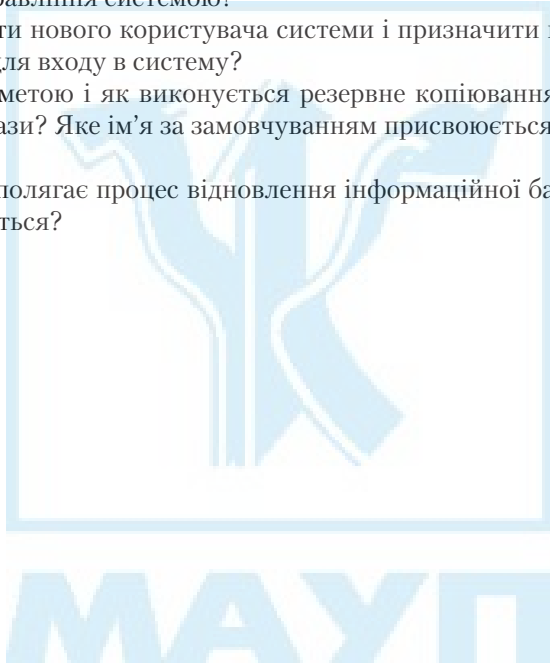 равління системою?
ти нового користувача системи і призначити
для входу в систему?
метою і як виконується резервне копіювання
ази? Яке ім’я за замовчуванням присвоюється
полягає процес відновлення інформаційної ба
ться?
МАУП